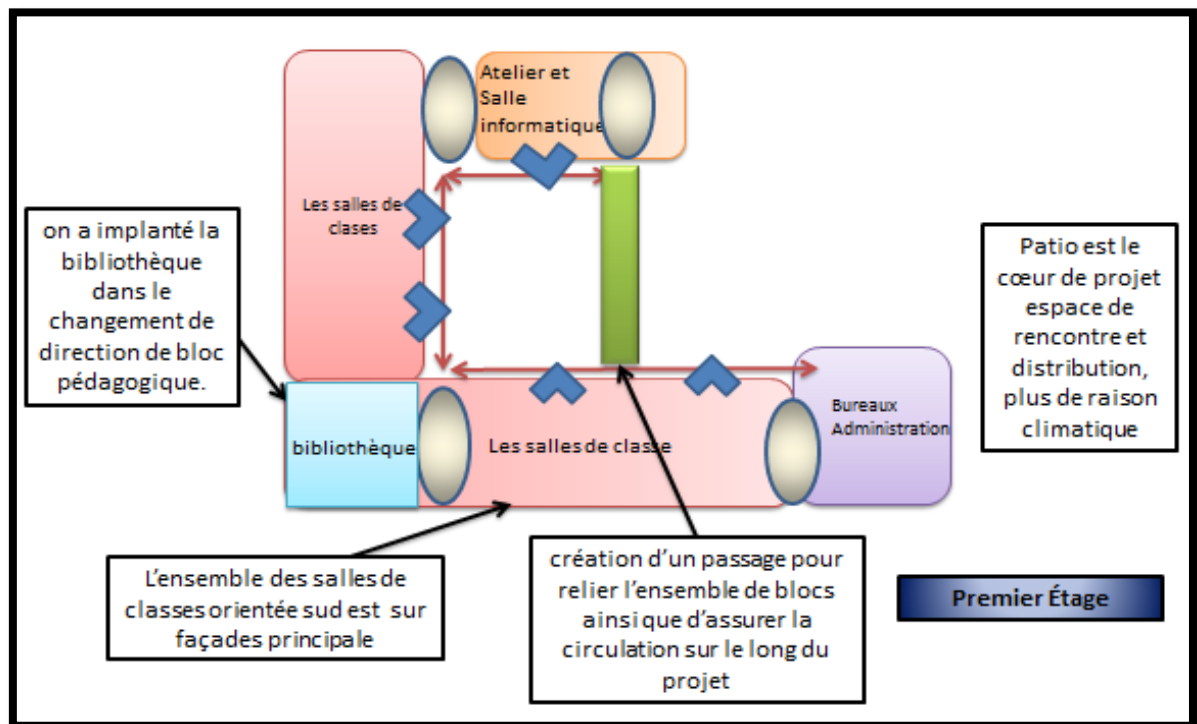 Atelier et
Salle
informatique
Les salles de
clases
on a implanté la
bibliothèque
dans le
changement de
direction de bloc
pédagogique.
Patio est le
cœur de projet
espace de
rencontre et
distribution,
plus de raison
climatique
Bureaux
Administration
bibliothèque
Les salles de classe
L'ensemble des salles de
classes orientée sud est sur
façades principale
création d'un passage pour
relier l'ensemble de blocs
ainsi que d'assurer la
circulation sur le long du
projet
Premier Étage